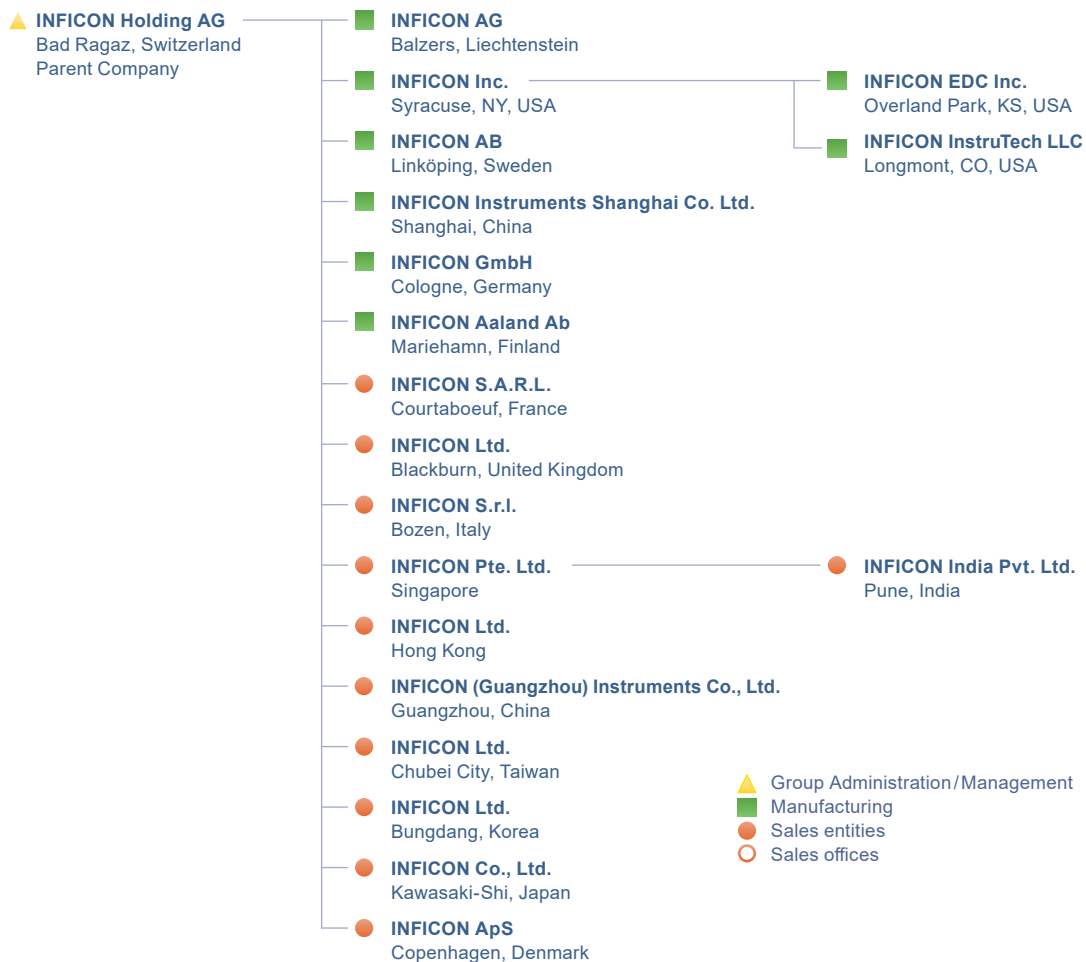 INFICON Holding AG
Bad Ragaz, Switzerland
Parent Company
INFICON AG
Balzers, Liechtenstein
INFICON Inc.
Syracuse, NY, USA
INFICON EDC Inc.
Overland Park, KS, USA
INFICON InstruTech LLC
Longmont, CO, USA
INFICON AB
Linköping, Sweden
INFICON Instruments Shanghai Co. Ltd.
Shanghai, China
INFICON GmbH
Cologne, Germany
INFICON Aaland Ab
Mariehamn, Finland
INFICON S.A.R.L.
Courtaboeuf, France
INFICON Ltd.
Blackburn, United Kingdom
INFICON S.r.l.
Bozen, Italy
INFICON Pte. Ltd.
Singapore
INFICON India Pvt. Ltd.
Pune, India
INFICON Ltd.
Hong Kong
INFICON (Guangzhou) Instruments Co., Ltd.
Guangzhou, China
INFICON Ltd.
Chubei City, Taiwan
INFICON Ltd.
Bungdang, Korea
INFICON Co., Ltd.
Kawasaki-Shi, Japan
INFICON ApS
Copenhagen, Denmark
Group Administration/Management
Manufacturing
Sales entities
Sales offices